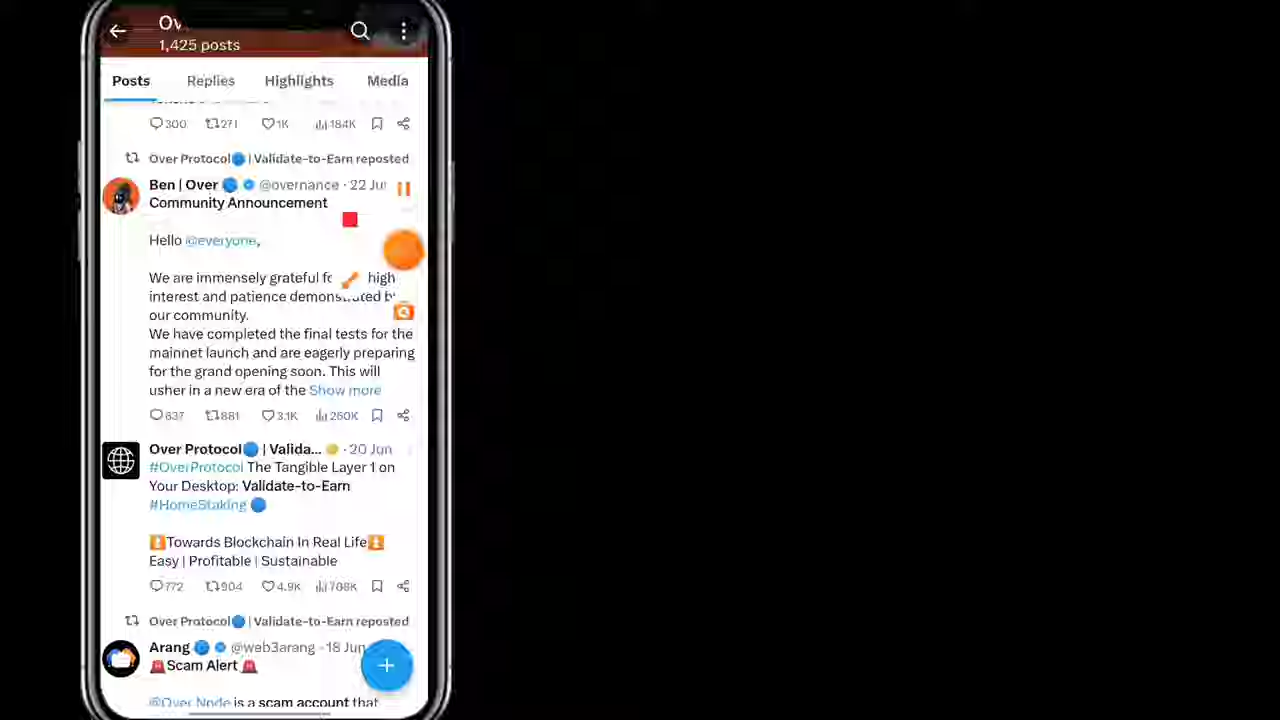 Ov
1,425 posts
Posts Replies Highlights Media
300 271 1K 184K
Over Protocol🔵 | Validate-to-Earn reposted
Ben | Over 🔵 @overnance · 22 Ju
Community Announcement
Hello @everyone,
We are immensely grateful fo high
interest and patience demonstrated b
our community.
We have completed the final tests for the
mainnet launch and are eagerly preparing
for the grand opening soon. This will
usher in a new era of the Show more
637 881 3.1K 260K
Over Protocol🔵 | Valida... · 20 Jun
#OverProtocol The Tangible Layer 1 on
Your Desktop: Validate-to-Earn
#HomeStaking 🔵
Towards Blockchain In Real Life
Easy | Profitable | Sustainable
772 904 4.9K 708K
Over Protocol🔵 | Validate-to-Earn reposted
Arang 🔵 @web3arang · 18 Jun
🚨Scam Alert 🚨
@Over_Node is a scam account that